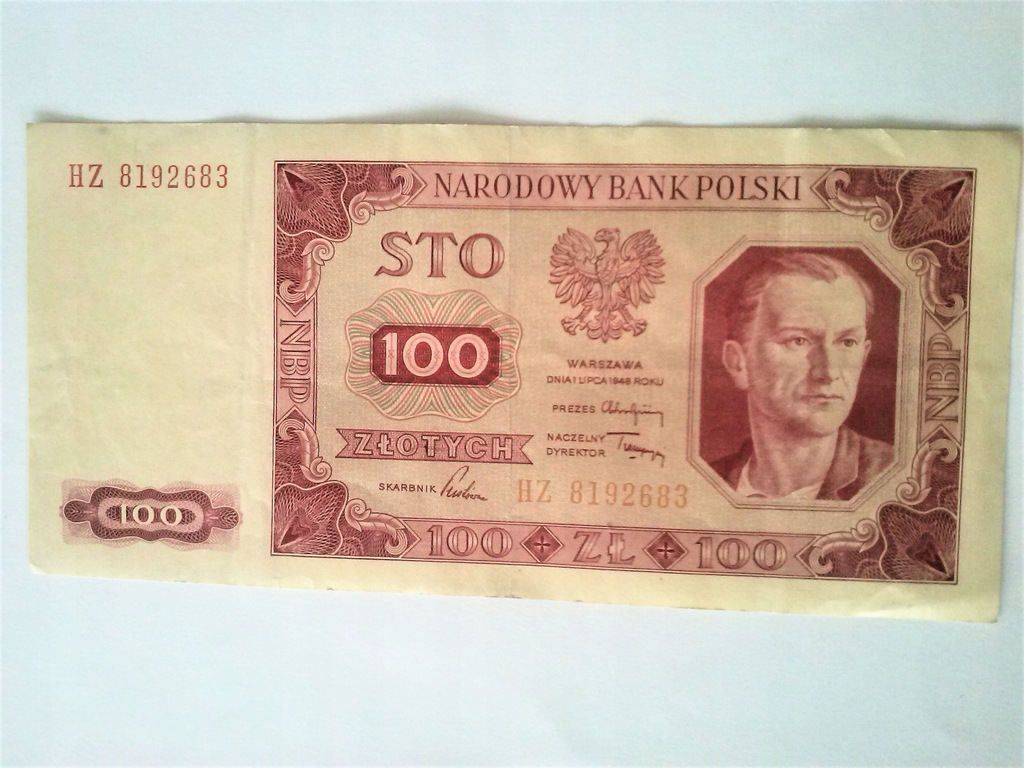 HZ 8192683
NARODOWY BANK POLSKI
STO
100
ZŁOTYCH
WARSZAWA
DNIA 1 LIPCA 1948 ROKU
PREZES
NACZELNY
DYREKTOR
SKARBNIK
HZ 8192683
NBP
NBP
100
100 ZŁ 100